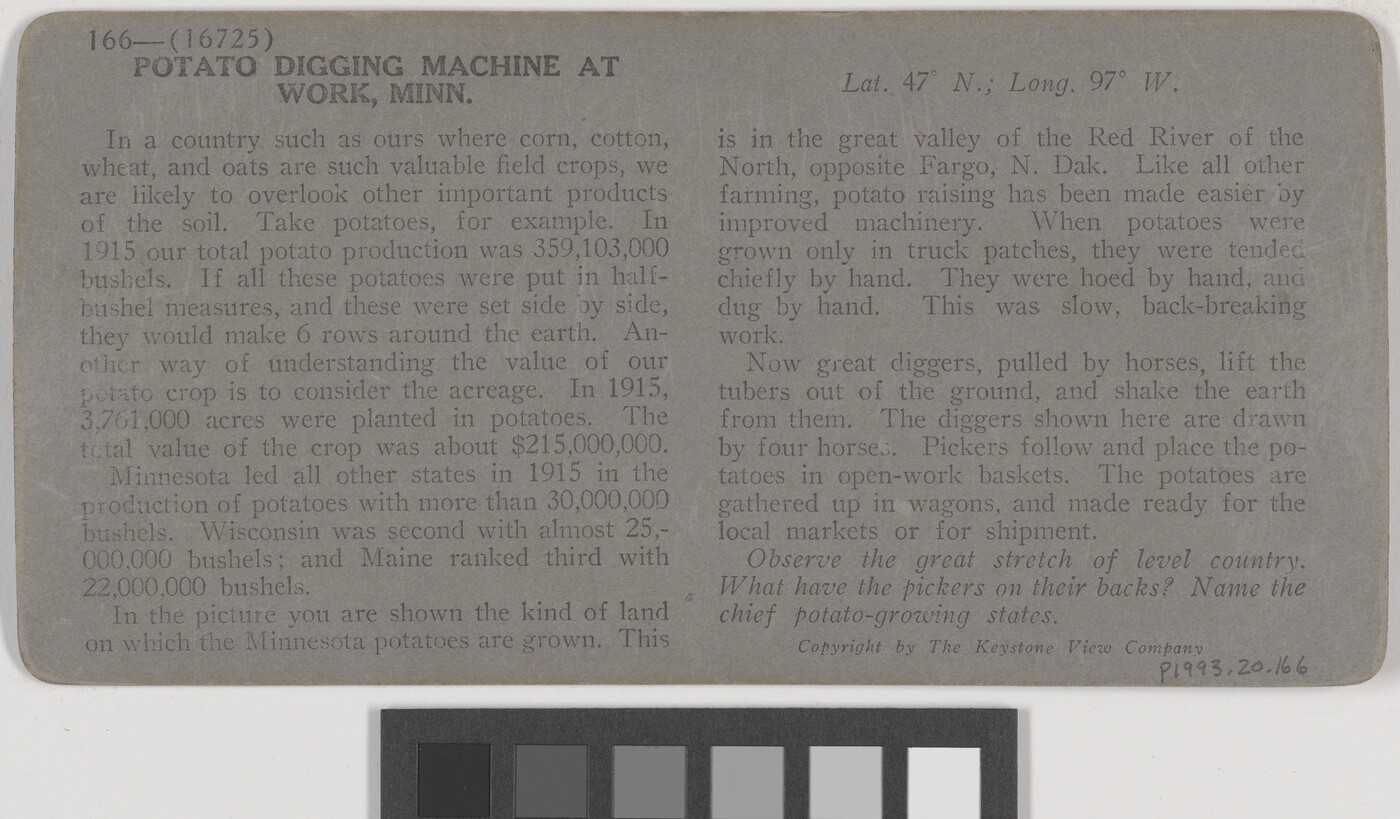 166—(16725)
POTATO DIGGING MACHINE AT
WORK, MINN.
In a country such as ours where corn, cotton,
wheat, and oats are such valuable field crops, we
are likely to overlook other important products
of the soil. Take potatoes, for example. In
1915 our total potato production was 359,103,000
bushels. If all these potatoes were put in half-
bushel measures, and these were set side by side,
they would make 6 rows around the earth. An-
other way of understanding the value of our
potato crop is to consider the acreage. In 1915,
3,761,000 acres were planted in potatoes. The
total value of the crop was about $215,000,000.
Minnesota led all other states in 1915 in the
production of potatoes with more than 30,000,000
bushels. Wisconsin was second with almost 25,-
000,000 bushels; and Maine ranked third with
22,000,000 bushels.
In the picture you are shown the kind of land
on which the Minnesota potatoes are grown. This
Lat. 47° N.; Long. 97° W.
is in the great valley of the Red River of the
North, opposite Fargo, N. Dak. Like all other
farming, potato raising has been made easier by
improved machinery. When potatoes were
grown only in truck patches, they were tended
chiefly by hand. They were hoed by hand, and
dug by hand. This was slow, back-breaking
work.
Now great diggers, pulled by horses, lift the
tubers out of the ground, and shake the earth
from them. The diggers shown here are drawn
by four horses. Pickers follow and place the po-
tatoes in open-work baskets. The potatoes are
gathered up in wagons, and made ready for the
local markets or for shipment.
Observe the great stretch of level country.
What have the pickers on their backs? Name the
chief potato-growing states.
Copyright by The Keystone View Company
P1993.20.166